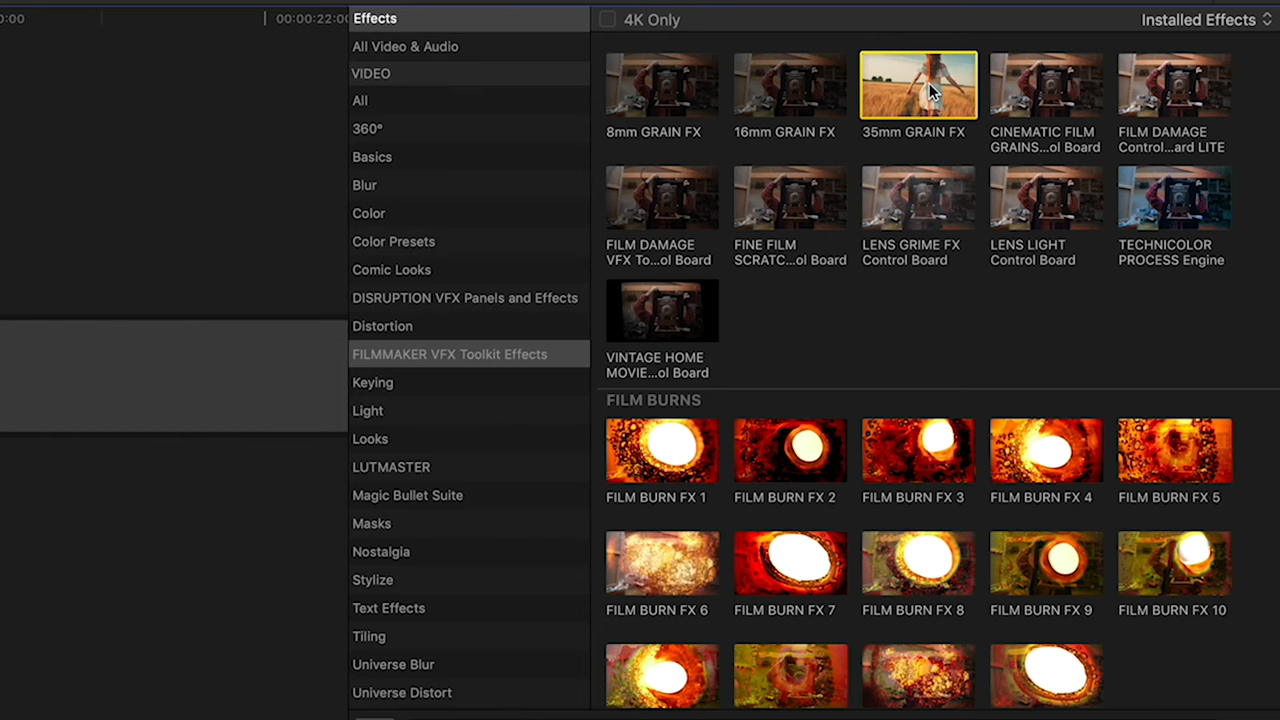 0:00
00:00:22:00
Effects
All Video & Audio
VIDEO
All
360°
Basics
Blur
Color
Color Presets
Comic Looks
DISRUPTION VFX Panels and Effects
Distortion
FILMMAKER VFX Toolkit Effects
Keying
Light
Looks
LUTMASTER
Magic Bullet Suite
Masks
Nostalgia
Stylize
Text Effects
Tiling
Universe Blur
Universe Distort
4K Only
Installed Effects
8mm GRAIN FX
16mm GRAIN FX
35mm GRAIN FX
CINEMATIC FILM
GRAINS...ol Board
FILM DAMAGE
Control...ard LITE
FILM DAMAGE
VFX To...ol Board
FINE FILM
SCRATC...ol Board
LENS GRIME FX
Control Board
LENS LIGHT
Control Board
TECHNICOLOR
PROCESS Engine
VINTAGE HOME
MOVIE...ol Board
FILM BURNS
FILM BURN FX 1
FILM BURN FX 2
FILM BURN FX 3
FILM BURN FX 4
FILM BURN FX 5
FILM BURN FX 6
FILM BURN FX 7
FILM BURN FX 8
FILM BURN FX 9
FILM BURN FX 10